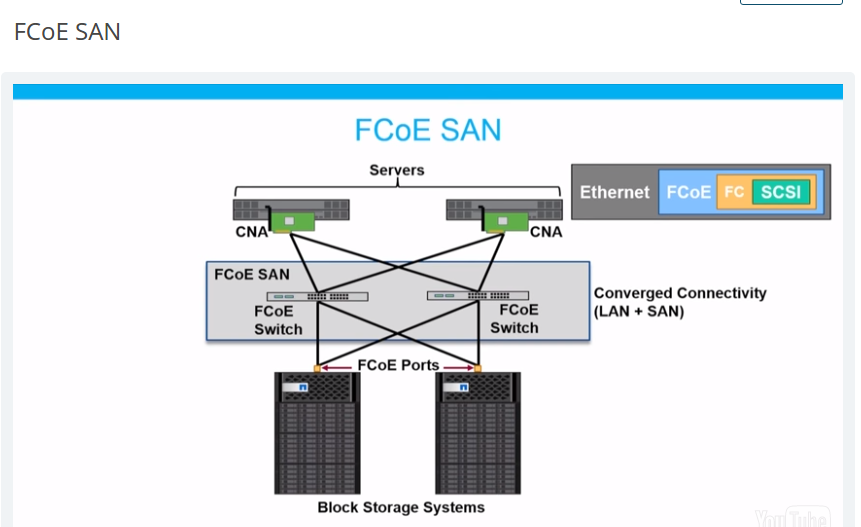 FCoE SAN
FCoE SAN
Servers
Ethernet FCoE FC SCSI
CNA
CNA
FCoE SAN
FCoE
Switch
FCoE
Switch
Converged Connectivity
(LAN + SAN)
FCoE Ports
Block Storage Systems
YouTube